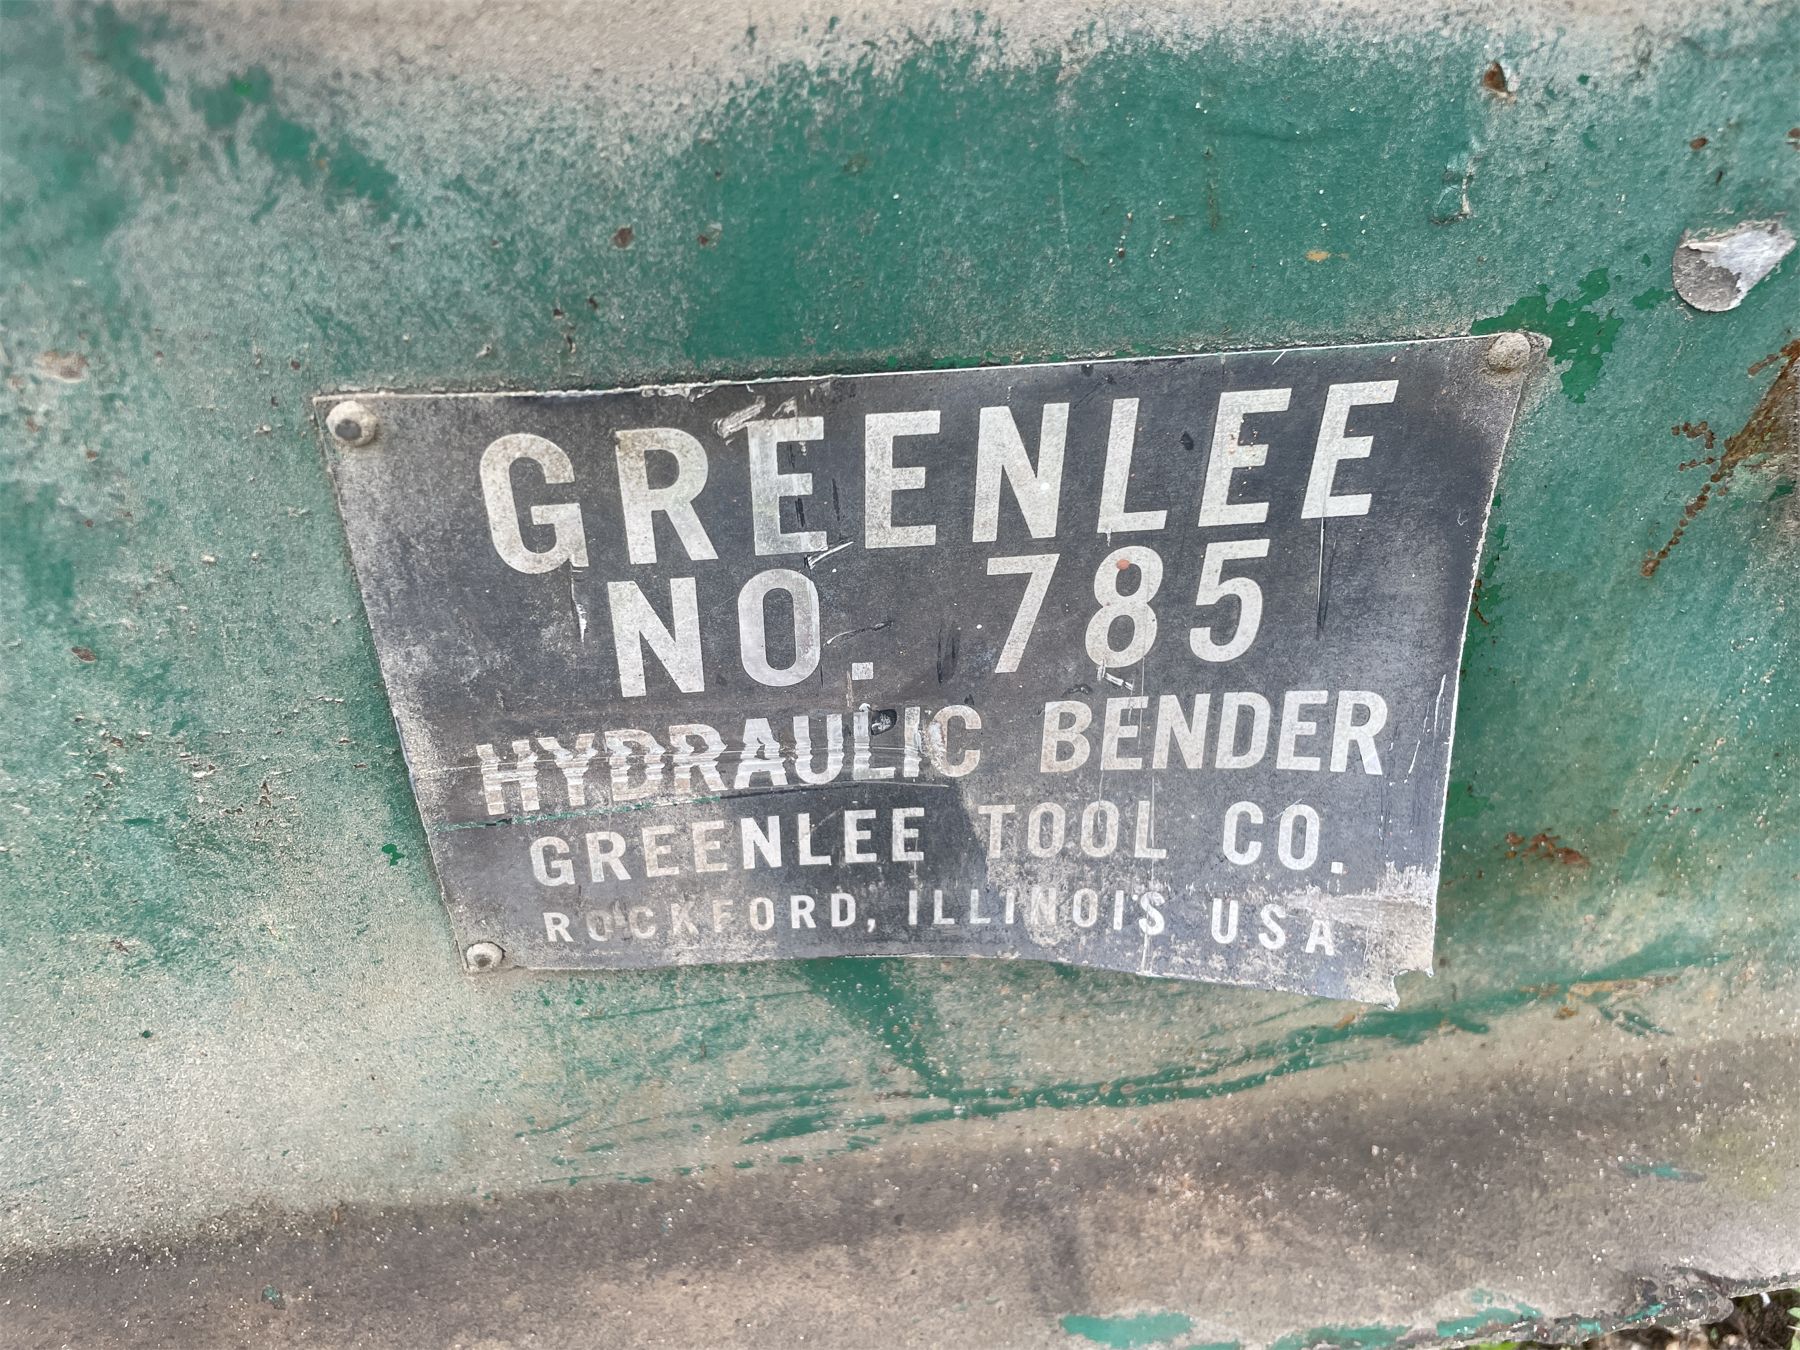 GREENLEE
NO. 785
HYDRAULIC BENDER
GREENLEE TOOL CO.
ROCKFORD, ILLINOIS USA